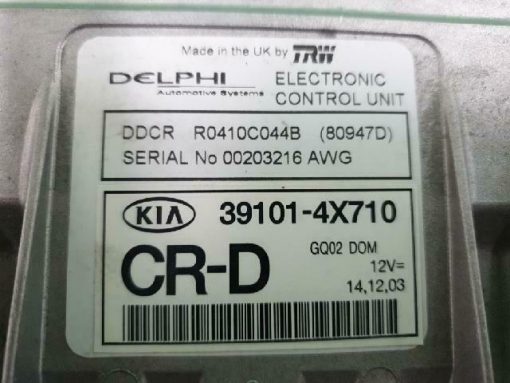 Made in the UK by TRW
DELPHI ELECTRONIC
Automotive Systems CONTROL UNIT
DDCR R0410C044B (80947D)
SERIAL No 00203216 AWG
KIA 39101-4X710
CR-D GQ02 DOM
12V=
14,12,03